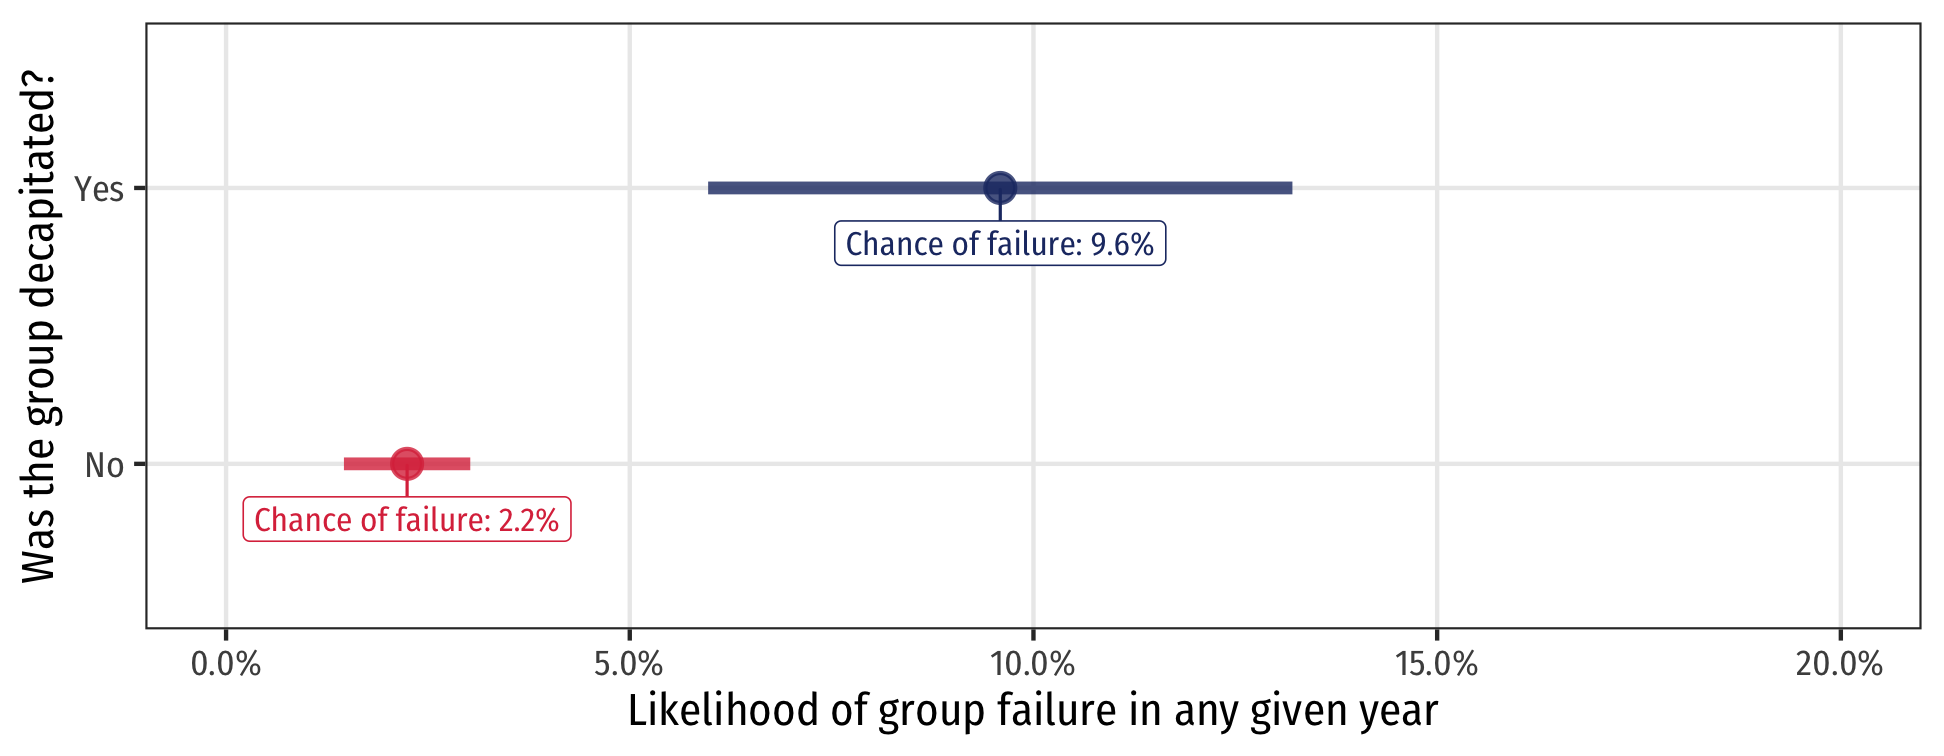 Was the group decapitated?
Yes
Chance of failure: 9.6%
No
Chance of failure: 2.2%
0.0% 5.0% 10.0% 15.0% 20.0%
Likelihood of group failure in any given year